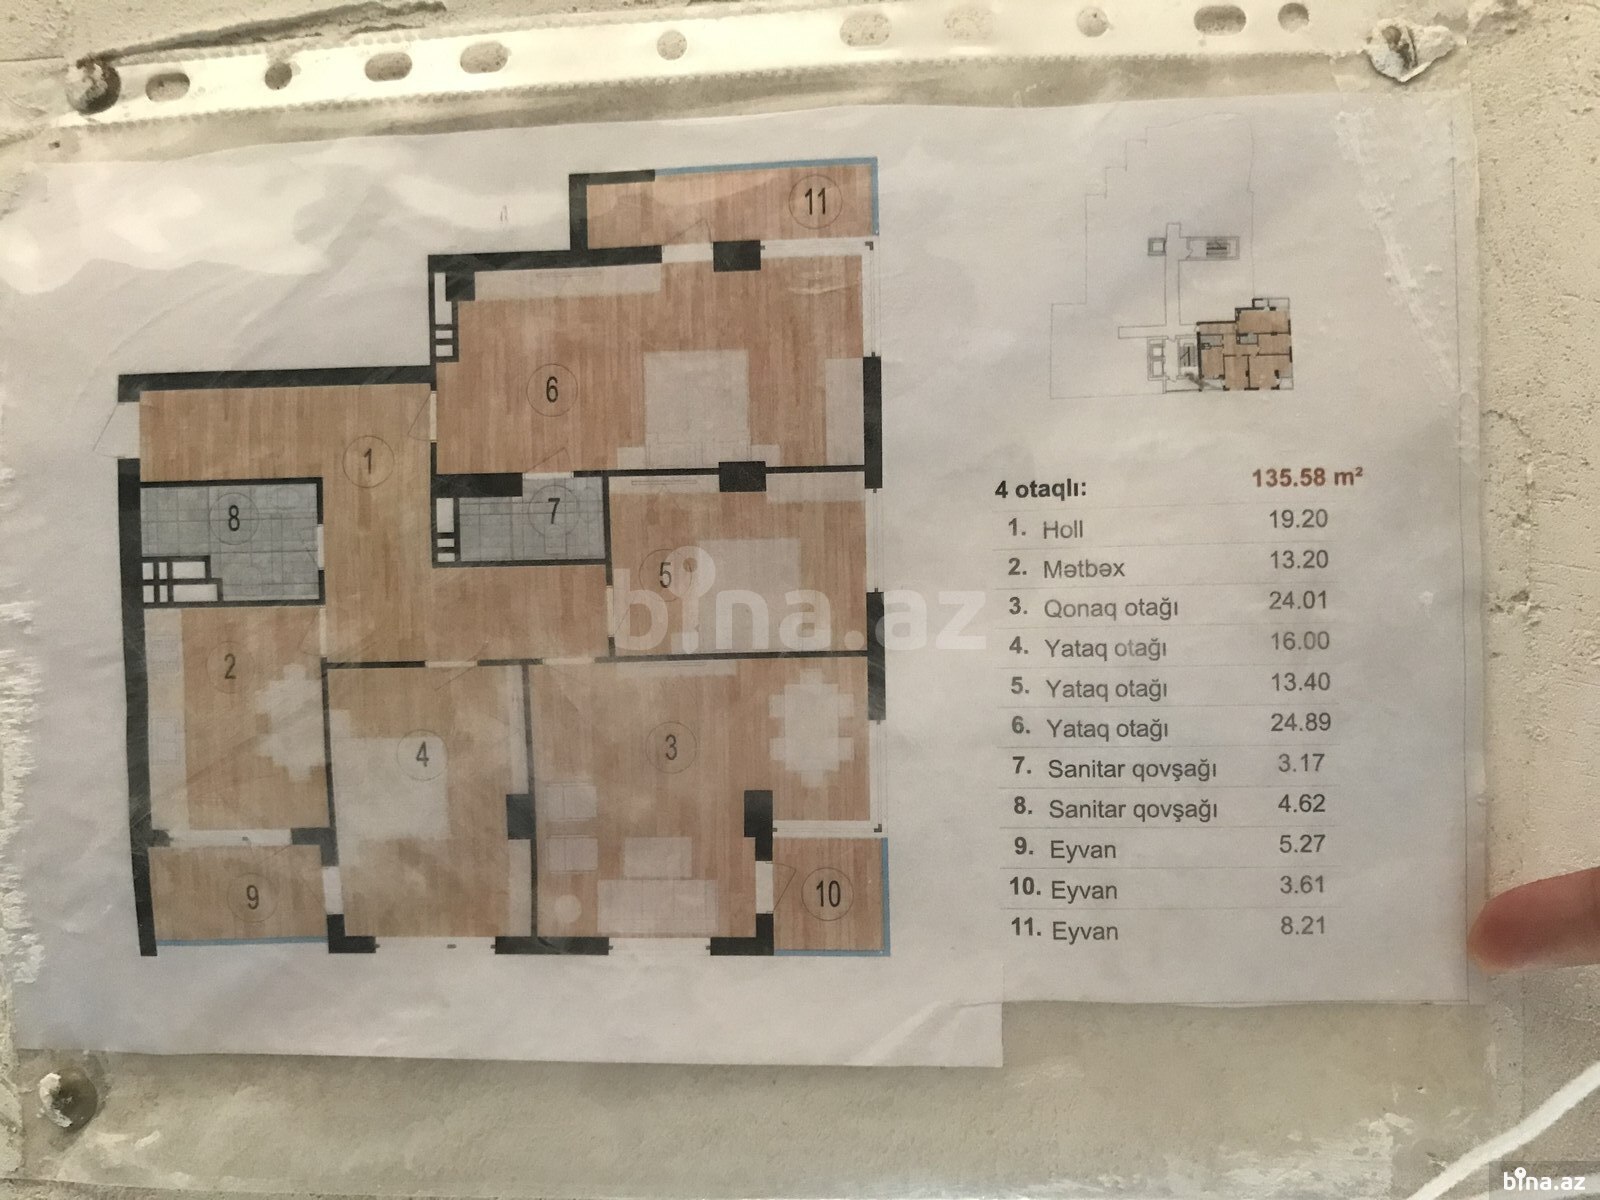 11
6
1
8
7
5
2
4
3
9
10
bina.az
4 otaqlı: 135.58 m²
1. Holl 19.20
2. Mətbəx 13.20
3. Qonaq otağı 24.01
4. Yataq otağı 16.00
5. Yataq otağı 13.40
6. Yataq otağı 24.89
7. Sanitar qovşağı 3.17
8. Sanitar qovşağı 4.62
9. Eyvan 5.27
10. Eyvan 3.61
11. Eyvan 8.21
bina.az